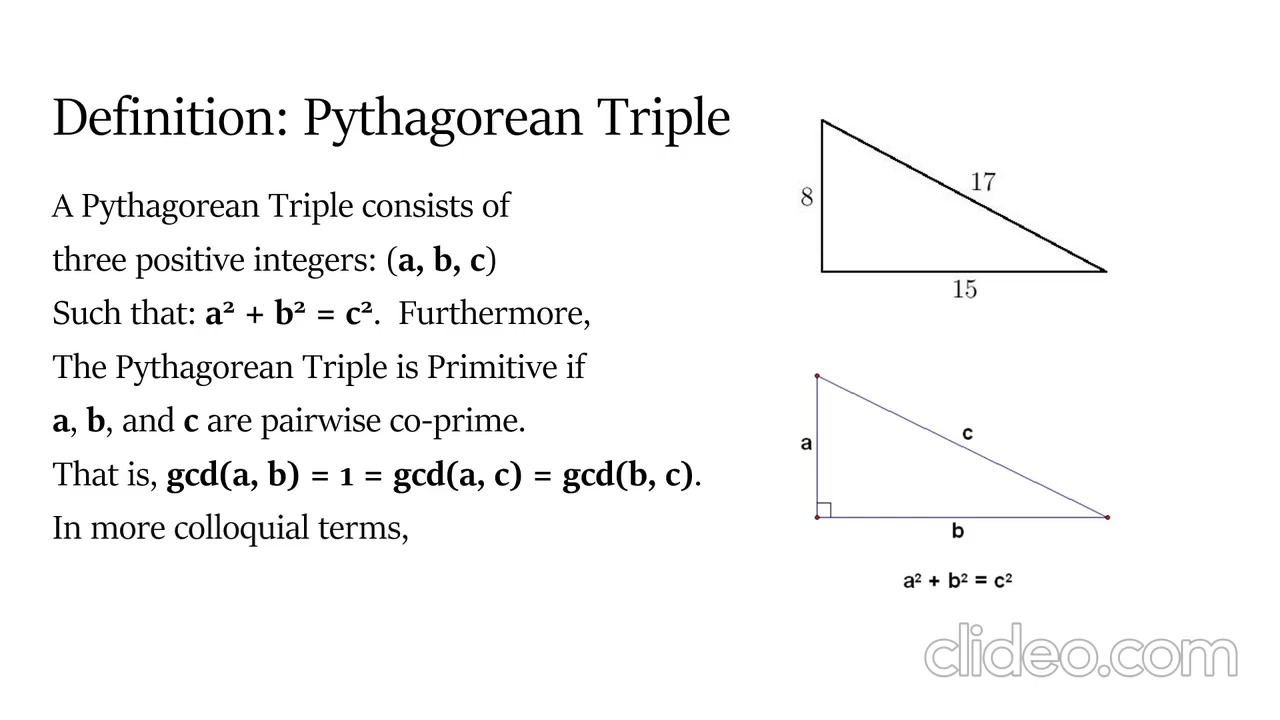 Definition: Pythagorean Triple
A Pythagorean Triple consists of
three positive integers: (a, b, c)
Such that: a² + b² = c².  Furthermore,
The Pythagorean Triple is Primitive if
a, b, and c are pairwise co-prime.
That is, gcd(a, b) = 1 = gcd(a, c) = gcd(b, c).
In more colloquial terms,
8
17
15
a
c
b
a² + b² = c²
clideo.com